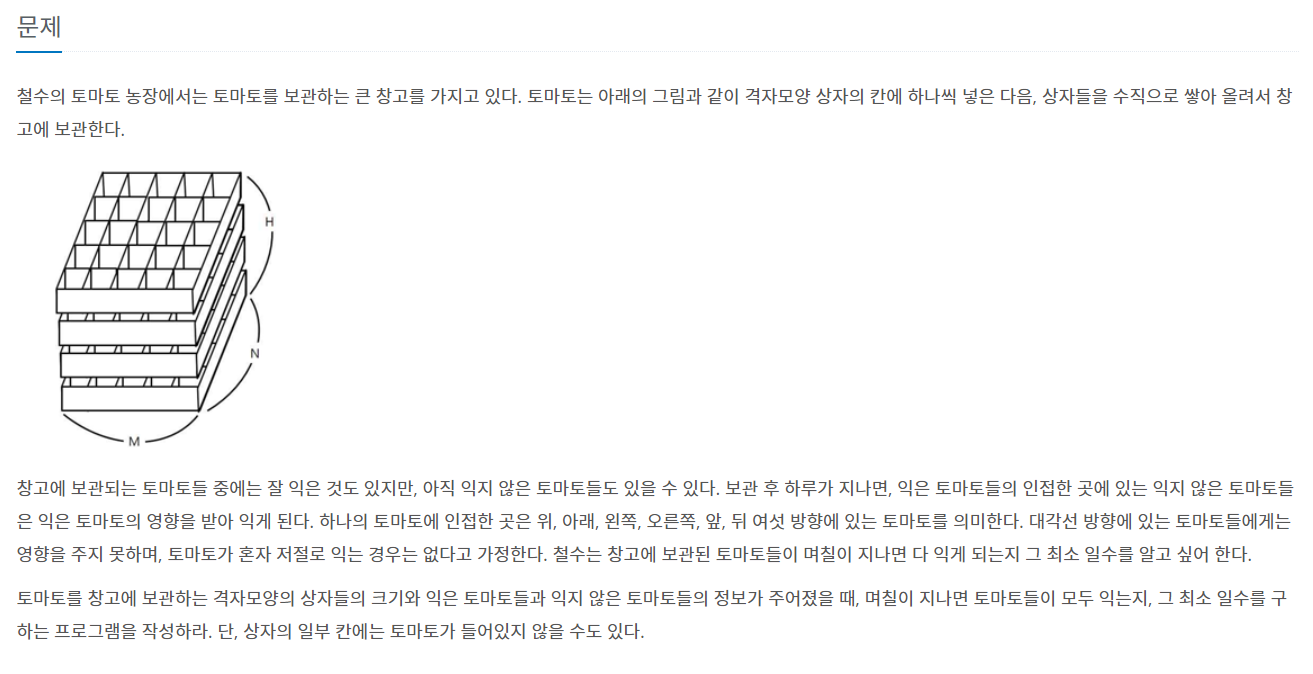 문제
철수의 토마토 농장에서는 토마토를 보관하는 큰 창고를 가지고 있다. 토마토는 아래의 그림과 같이 격자모양 상자의 칸에 하나씩 넣은 다음, 상자들을 수직으로 쌓아 올려서 창
고에 보관한다.
H
N
M
창고에 보관되는 토마토들 중에는 잘 익은 것도 있지만, 아직 익지 않은 토마토들도 있을 수 있다. 보관 후 하루가 지나면, 익은 토마토들의 인접한 곳에 있는 익지 않은 토마토들
은 익은 토마토의 영향을 받아 익게 된다. 하나의 토마토에 인접한 곳은 위, 아래, 왼쪽, 오른쪽, 앞, 뒤 여섯 방향에 있는 토마토를 의미한다. 대각선 방향에 있는 토마토들에게는
영향을 주지 못하며, 토마토가 혼자 저절로 익는 경우는 없다고 가정한다. 철수는 창고에 보관된 토마토들이 며칠이 지나면 다 익게 되는지 그 최소 일수를 알고 싶어 한다.
토마토를 창고에 보관하는 격자모양의 상자들의 크기와 익은 토마토들과 익지 않은 토마토들의 정보가 주어졌을 때, 며칠이 지나면 토마토들이 모두 익는지, 그 최소 일수를 구
하는 프로그램을 작성하라. 단, 상자의 일부 칸에는 토마토가 들어있지 않을 수도 있다.